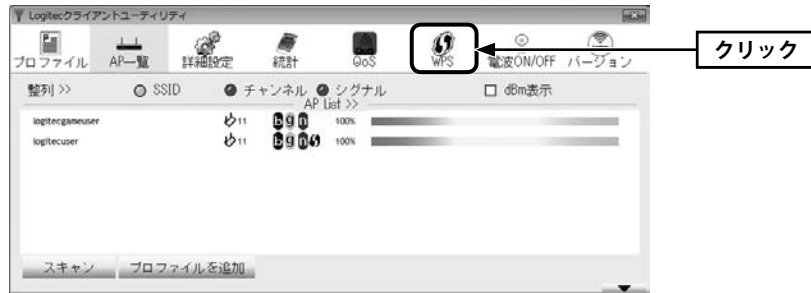 Logitecクライアントユーティリティ
プロファイル AP一覧 詳細設定 統計 QoS WPS 電波ON/OFF バージョン
クリック
整列 >> SSID チャンネル シグナル dBm表示
AP List >>
logitecgameuser 11 b g n 100%
logitecuser 11 b g n 100%
スキャン プロファイルを追加